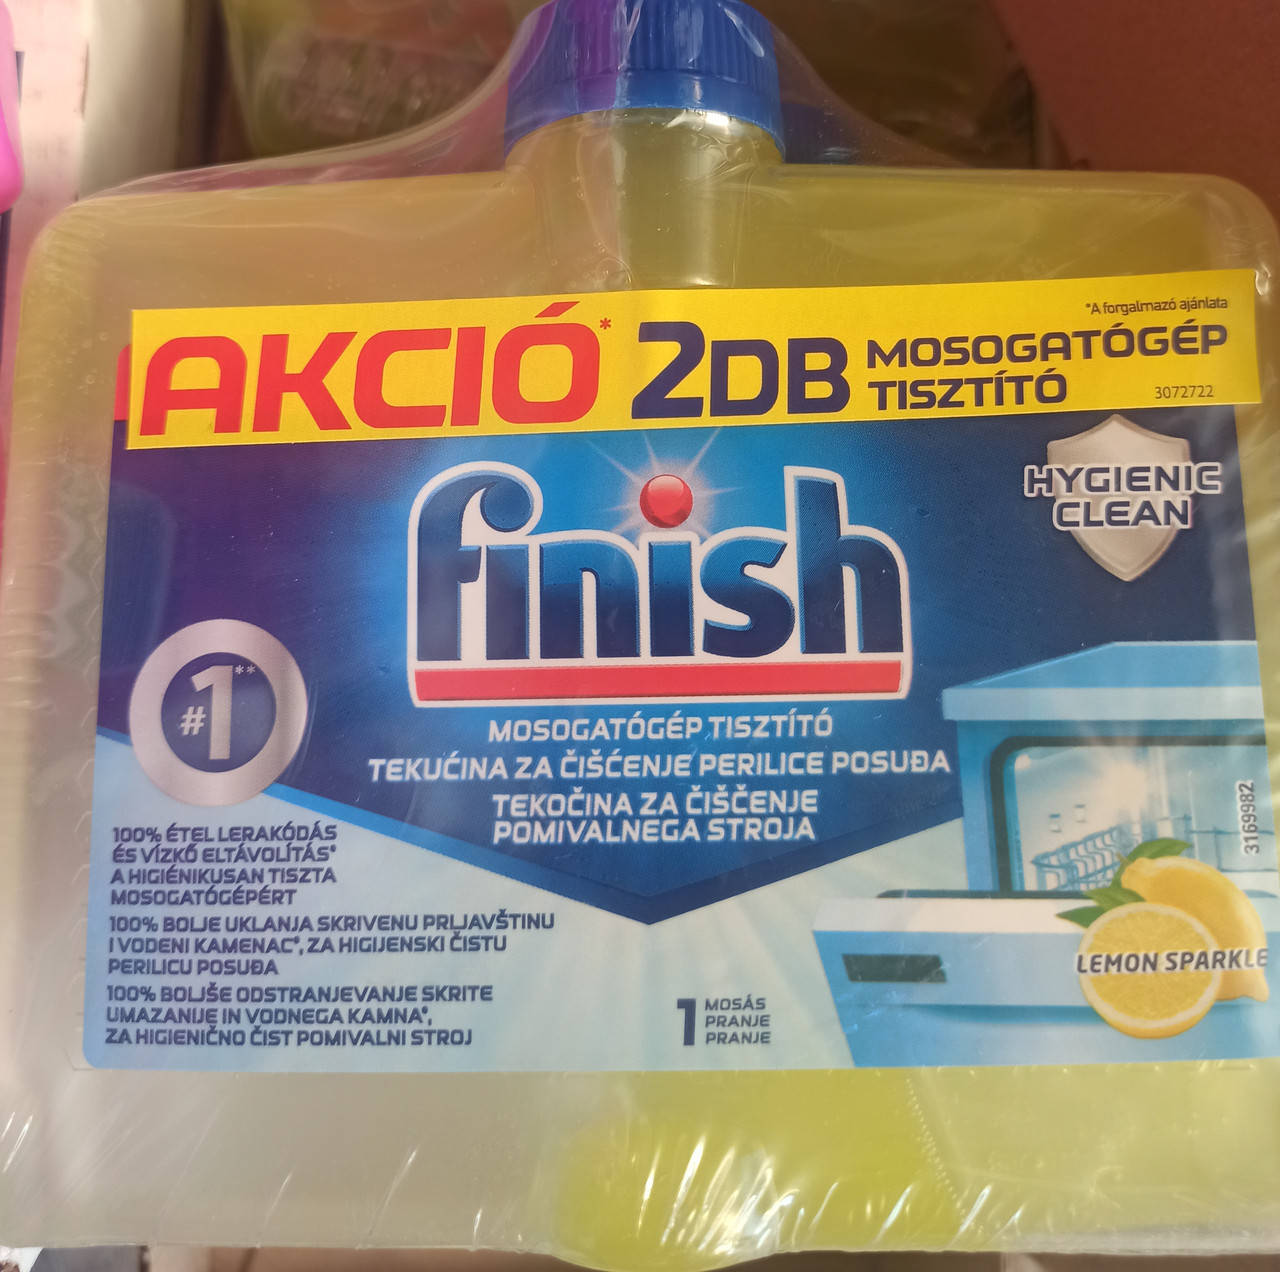 *A forgalmazó ajánlata
AKCIÓ* 2DB MOSOGATÓGÉP
TISZTÍTÓ
3072722
HYGIENIC
CLEAN
finish
#1**
MOSOGATÓGÉP TISZTÍTÓ
TEKUĆINA ZA ČIŠĆENJE PERILICE POSUĐA
TEKOČINA ZA ČIŠČENJE
POMIVALNEGA STROJA
3169982
100% ÉTEL LERAKÓDÁS
ÉS VÍZKŐ ELTÁVOLÍTÁS*
A HIGIÉNIKUSAN TISZTA
MOSOGATÓGÉPÉRT
100% BOLJE UKLANJA SKRIVENU PRLJAVŠTINU
I VODENI KAMENAC*, ZA HIGIJENSKI ČISTU
PERILICU POSUĐA
100% BOLJŠE ODSTRANJEVANJE SKRITE
UMAZANIJE IN VODNEGA KAMNA*,
ZA HIGIENIČNO ČIST POMIVALNI STROJ
1 MOSÁS
PRANJE
PRANJE
LEMON SPARKLE